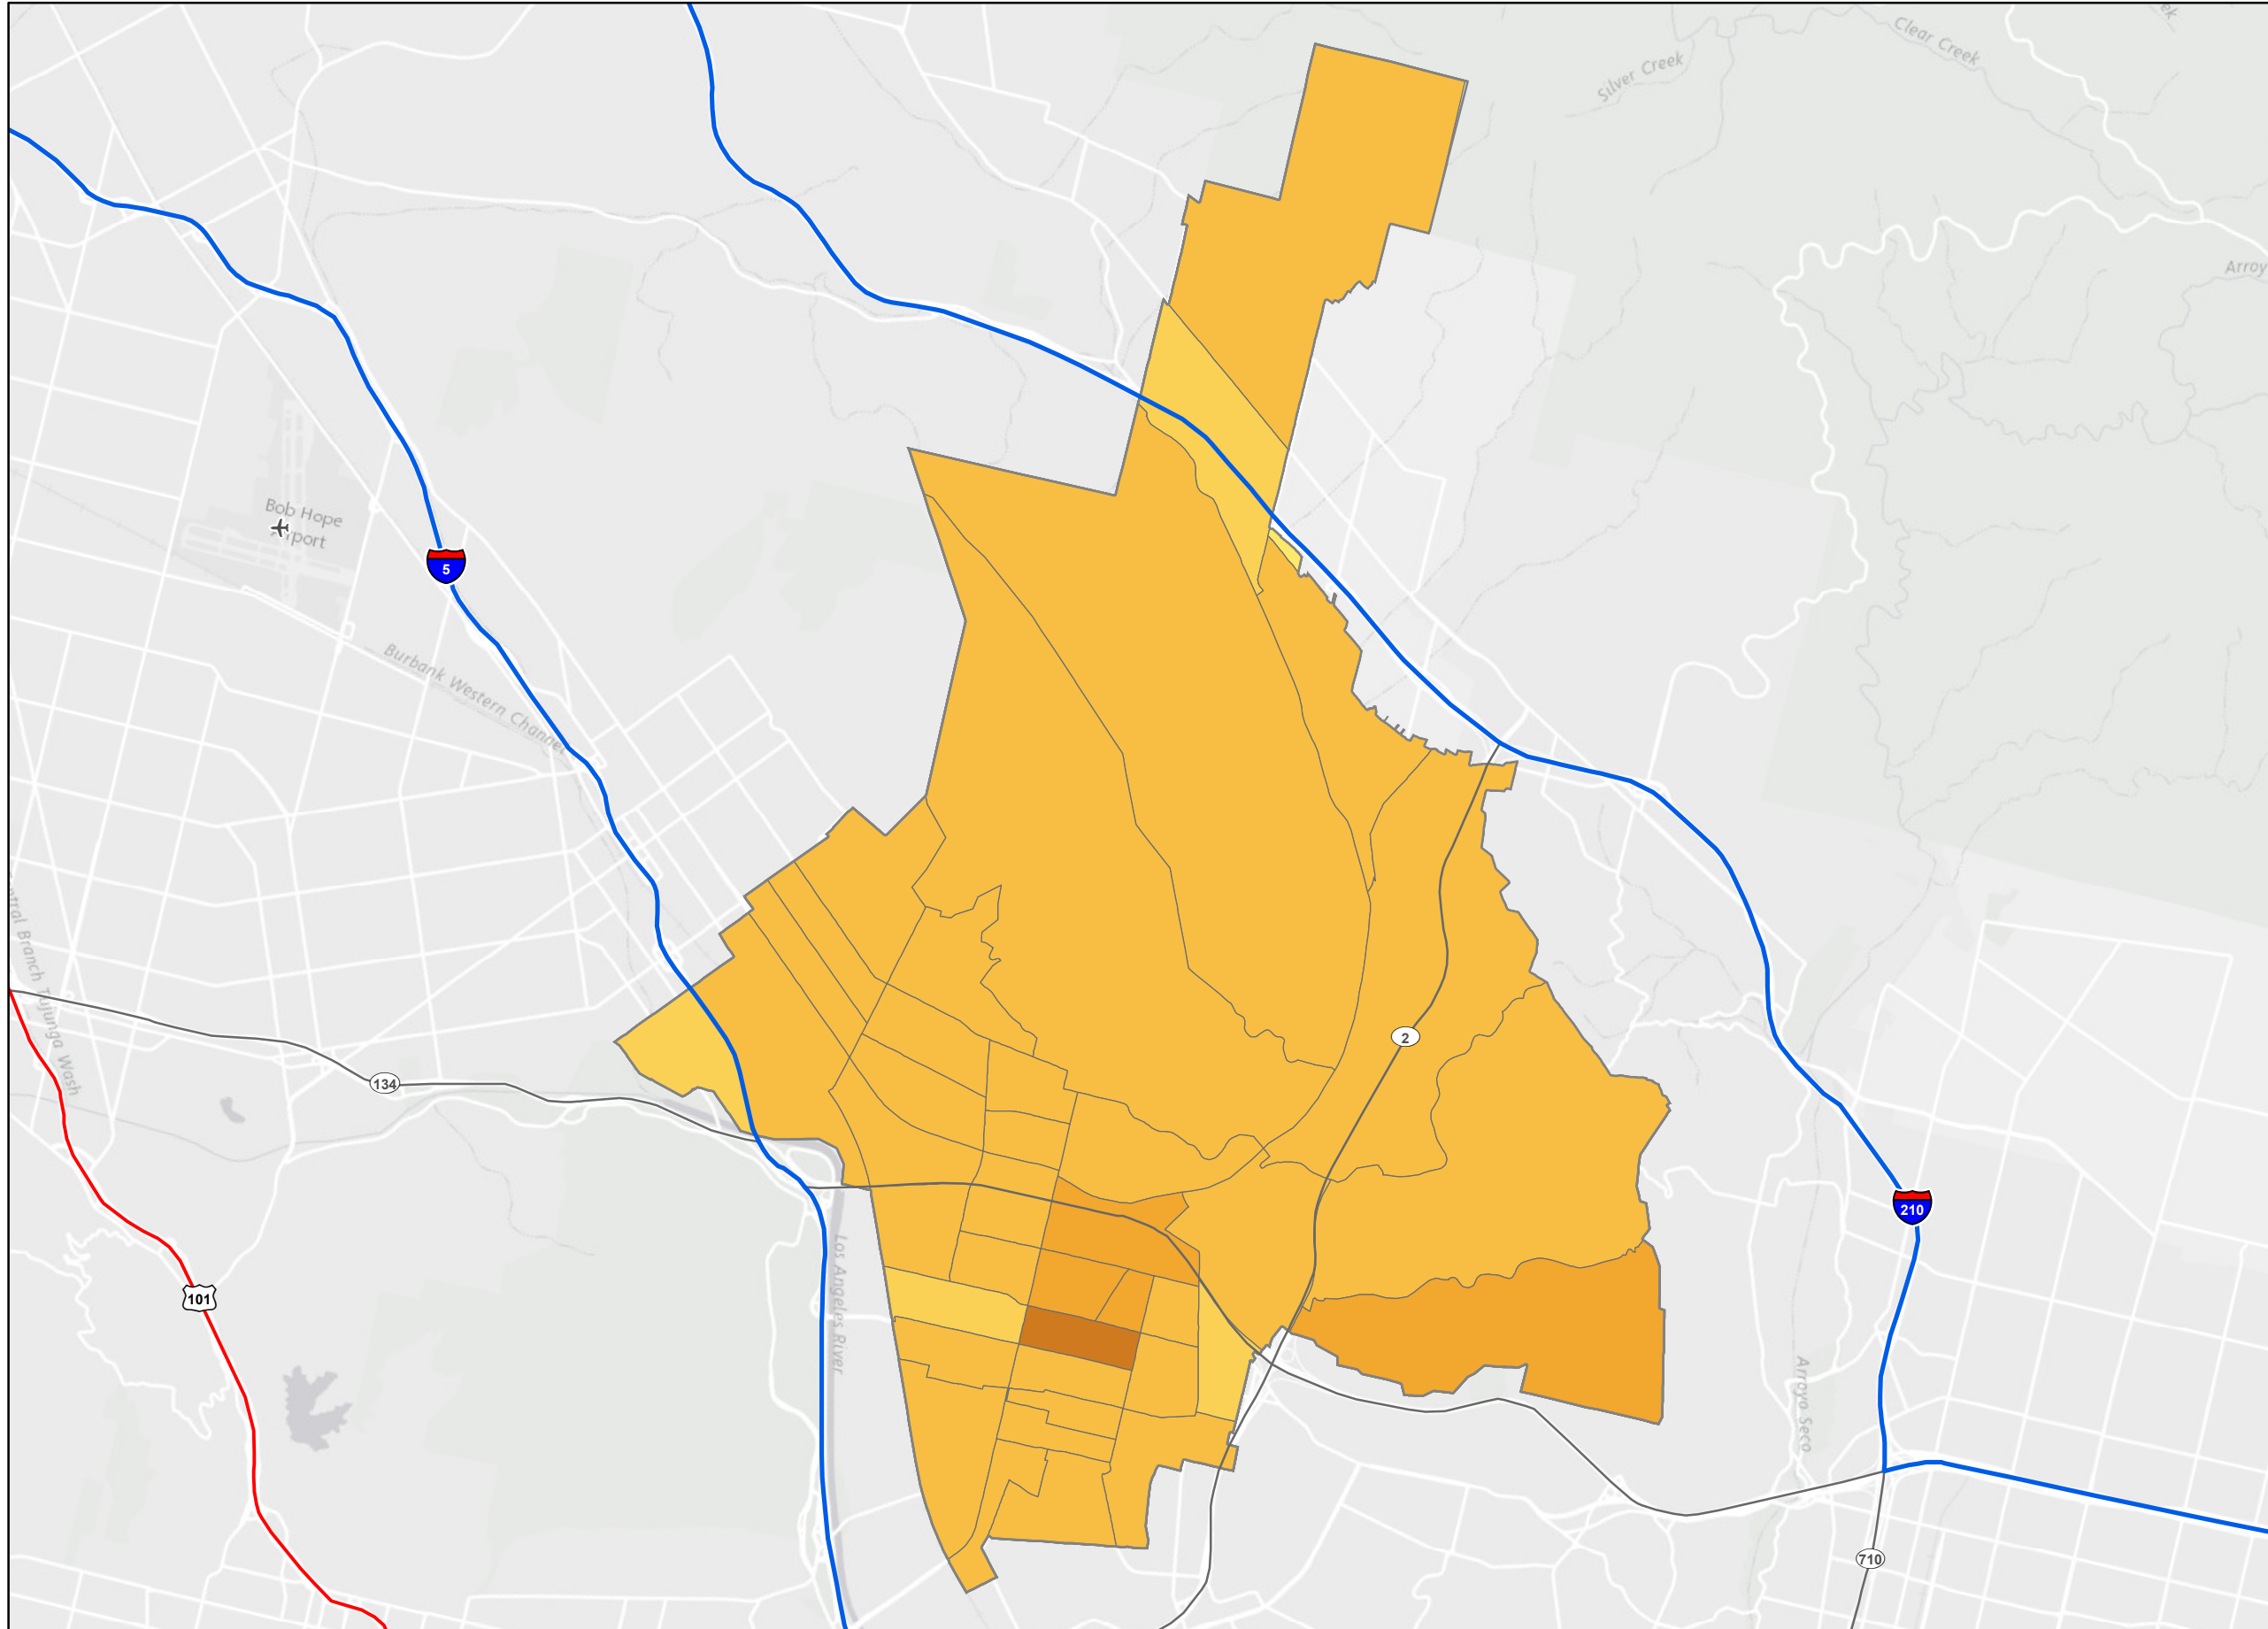 Clear Creek
Silver Creek
Arroy
Bob Hope
rport
5
Burbank Western Channel
2
ntral Branch Tujunga Wash
134
210
Los Angeles River
101
Arroyo Seco
710